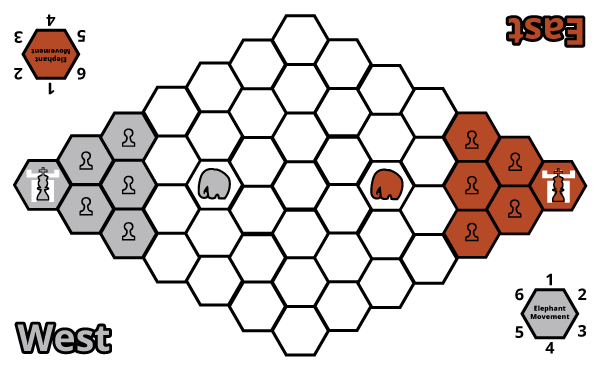 4
3 5
Elephant
Movement
2 6
1
East
West
1
6 2
Elephant
Movement
5 3
4